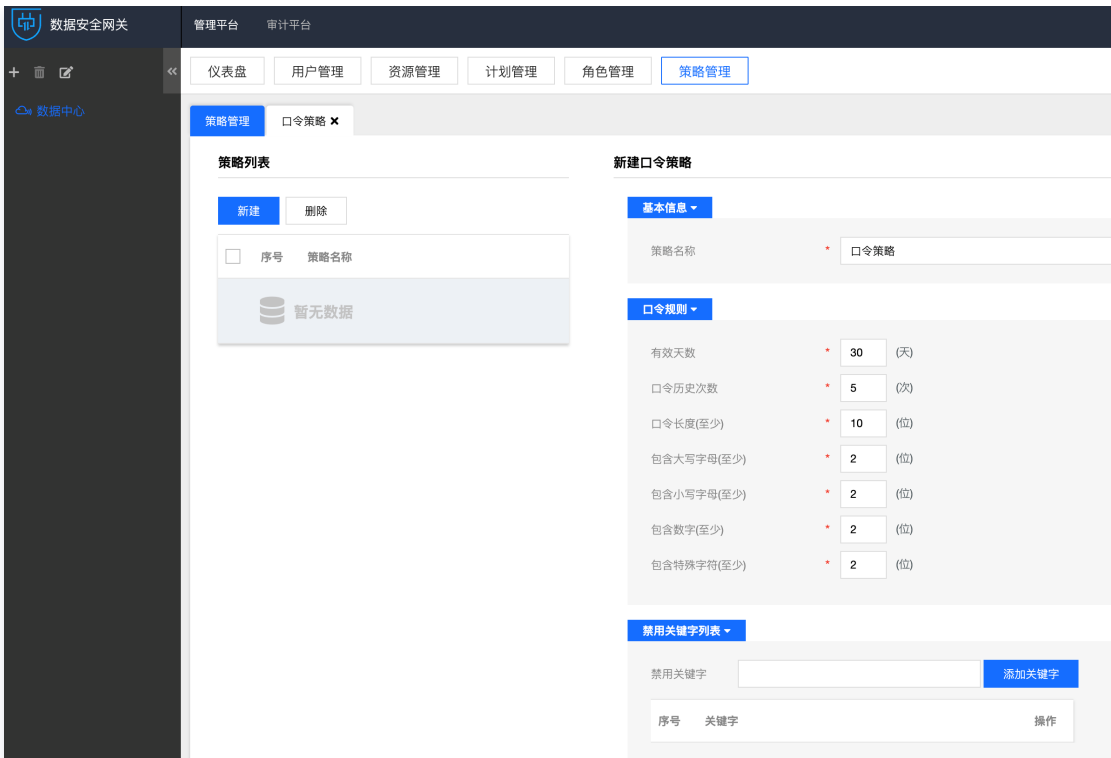 数据安全网关
管理平台 审计平台
仪表盘 用户管理 资源管理 计划管理 角色管理 策略管理
数据中心
策略管理 口令策略 ×
策略列表
新建 删除
序号 策略名称
暂无数据
新建口令策略
基本信息
策略名称 * 口令策略
口令规则
有效天数 * 30 (天)
口令历史次数 * 5 (次)
口令长度(至少) * 10 (位)
包含大写字母(至少) * 2 (位)
包含小写字母(至少) * 2 (位)
包含数字(至少) * 2 (位)
包含特殊字符(至少) * 2 (位)
禁用关键字列表
禁用关键字 添加关键字
序号 关键字 操作